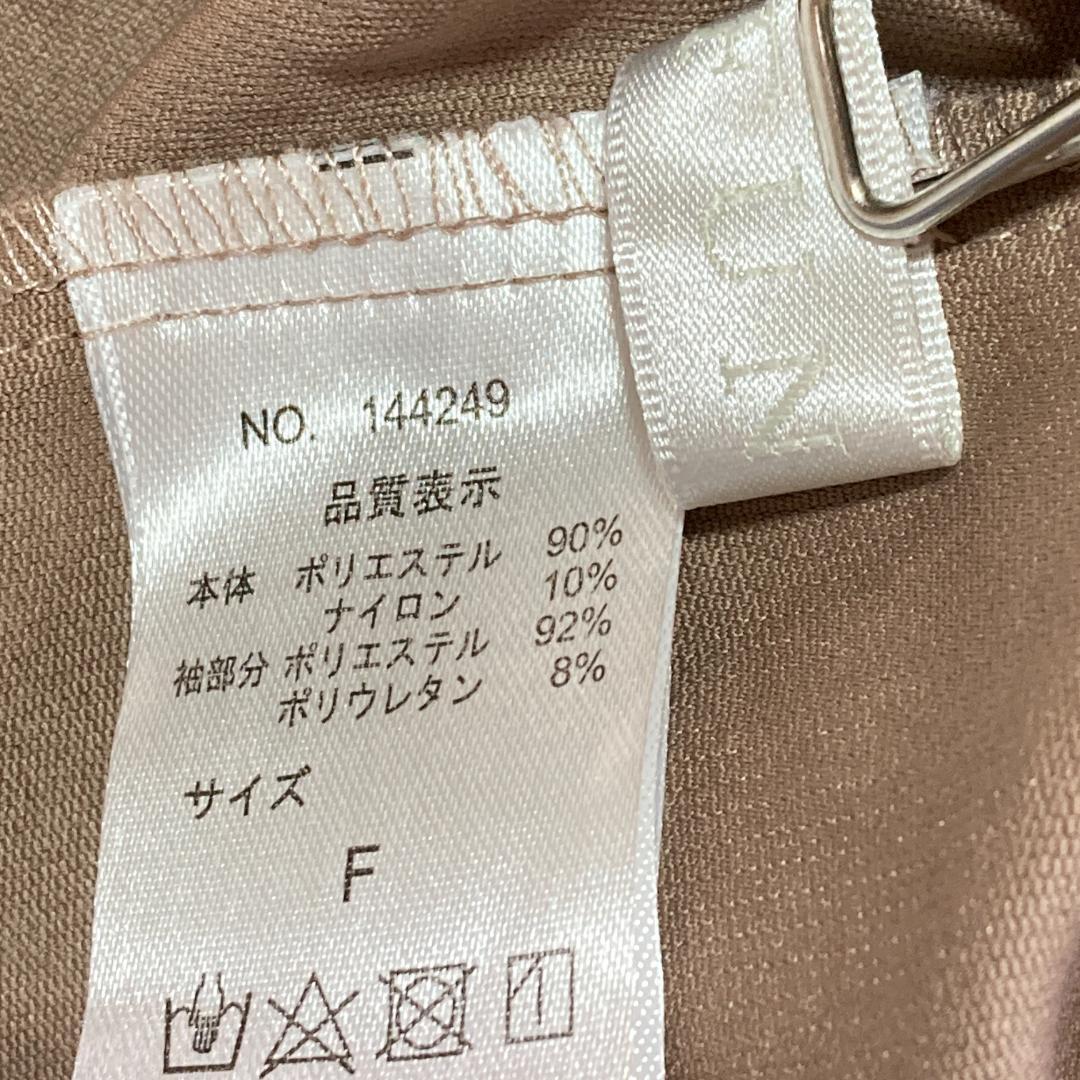 NO. 144249
品質表示
本体 ポリエステル 90%
ナイロン 10%
袖部分 ポリエステル 92%
ポリウレタン 8%
サイズ
F